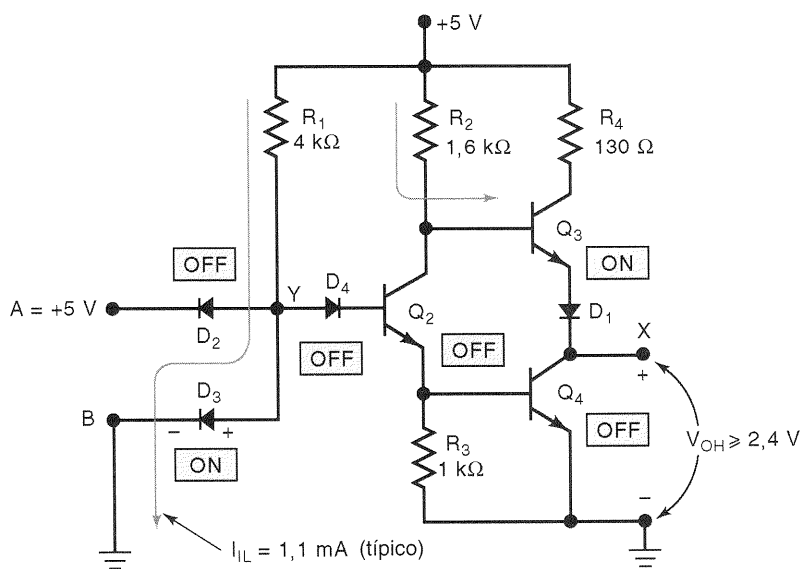 +5 V
R1
4 kΩ
R2
1,6 kΩ
R4
130 Ω
Q3
OFF
ON
A = +5 V
Y
D4
D1
D2
Q2
X
OFF
OFF
+
D3
Q4
B
− +
OFF
VOH ⩾ 2,4 V
ON
R3
1 kΩ
−
IIL = 1,1 mA (típico)